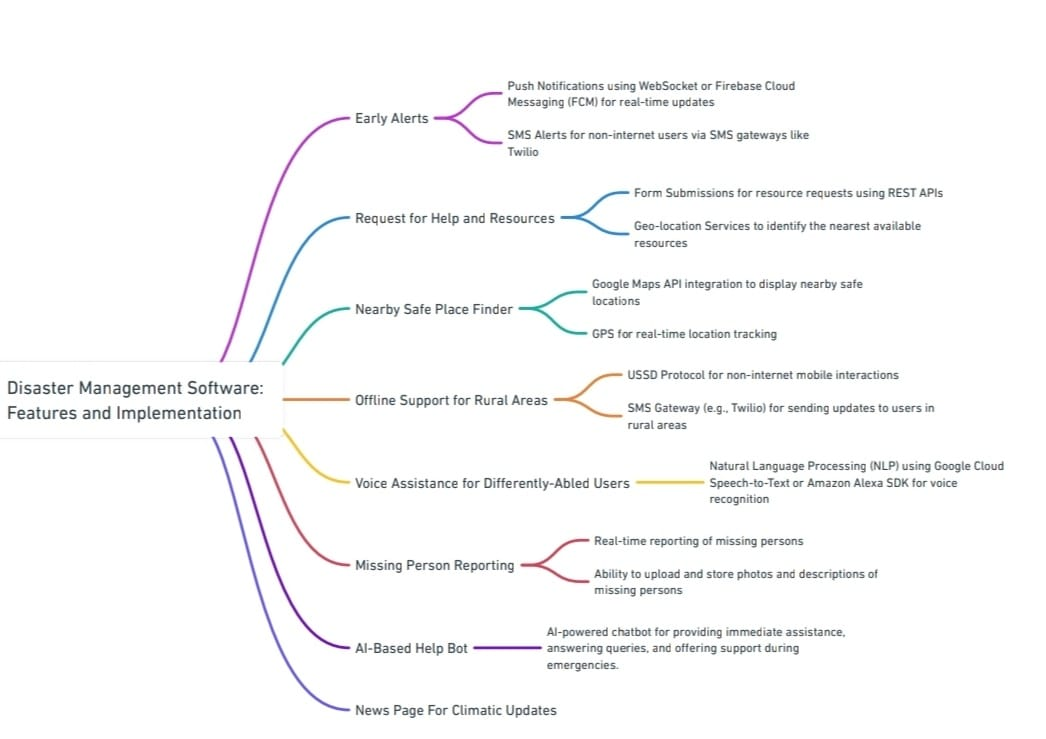 Disaster Management Software:
Features and Implementation
Early Alerts
Push Notifications using WebSocket or Firebase Cloud
Messaging (FCM) for real-time updates
SMS Alerts for non-internet users via SMS gateways like
Twilio
Request for Help and Resources
Form Submissions for resource requests using REST APIs
Geo-location Services to identify the nearest available
resources
Nearby Safe Place Finder
Google Maps API integration to display nearby safe
locations
GPS for real-time location tracking
Offline Support for Rural Areas
USSD Protocol for non-internet mobile interactions
SMS Gateway (e.g., Twilio) for sending updates to users in
rural areas
Voice Assistance for Differently-Abled Users
Natural Language Processing (NLP) using Google Cloud
Speech-to-Text or Amazon Alexa SDK for voice
recognition
Missing Person Reporting
Real-time reporting of missing persons
Ability to upload and store photos and descriptions of
missing persons
AI-Based Help Bot
AI-powered chatbot for providing immediate assistance,
answering queries, and offering support during
emergencies.
News Page For Climatic Updates